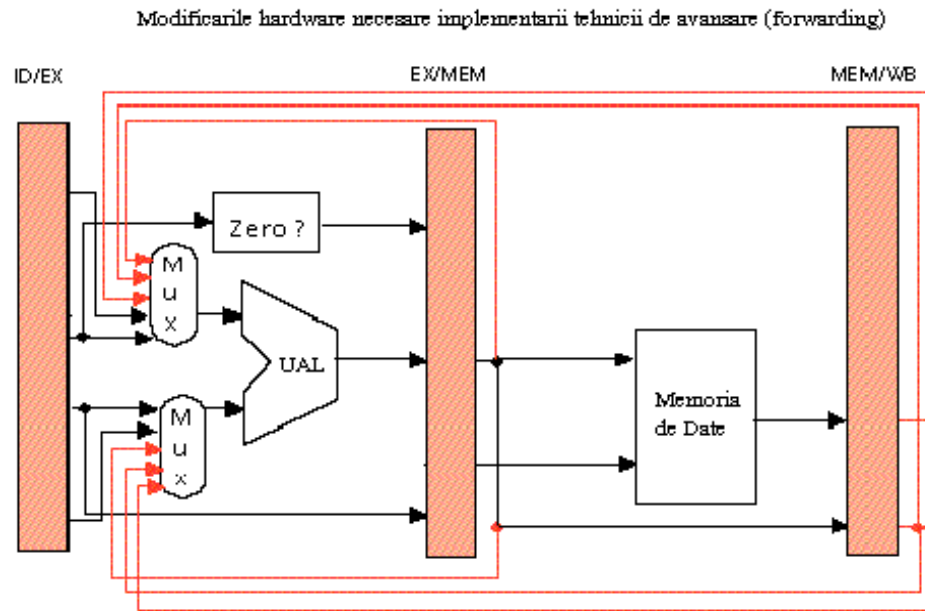 Modificarile hardware necesare implementarii tehnicii de avansare (forwarding)
ID/EX
EX/MEM
MEM/WB
Zero ?
M
u
x
UAL
M
u
x
Memoria
de Date